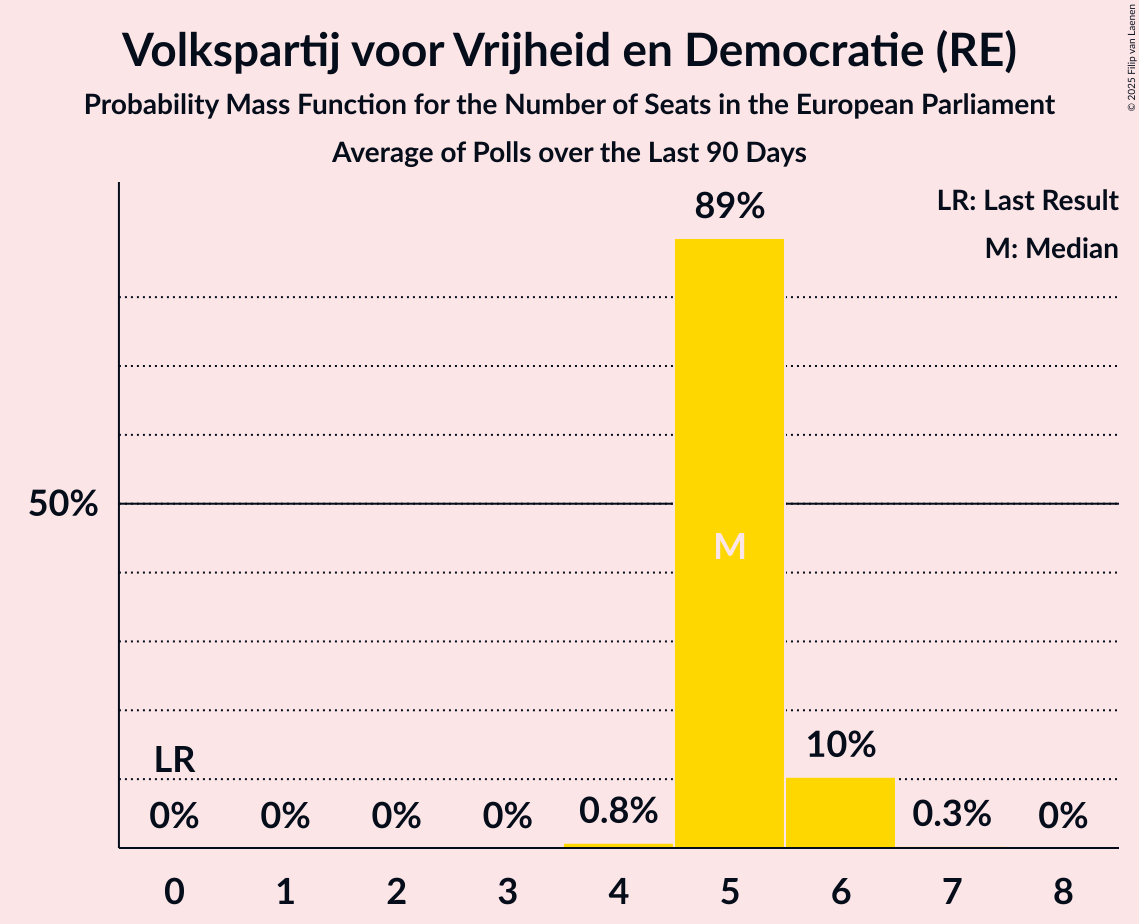 Volkspartij voor Vrijheid en Democratie (RE)
Probability Mass Function for the Number of Seats in the European Parliament
Average of Polls over the Last 90 Days
© 2025 Filip van Laenen
LR: Last Result
M: Median
89%
50%
M
LR
10%
0% 0% 0% 0% 0.8% 0.3% 0%
0 1 2 3 4 5 6 7 8